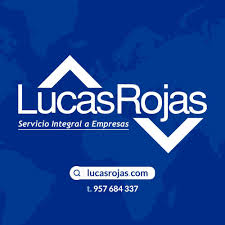 LucasRojas
Servicio Integral a Empresas
lucasrojas.com
t. 957 684 337